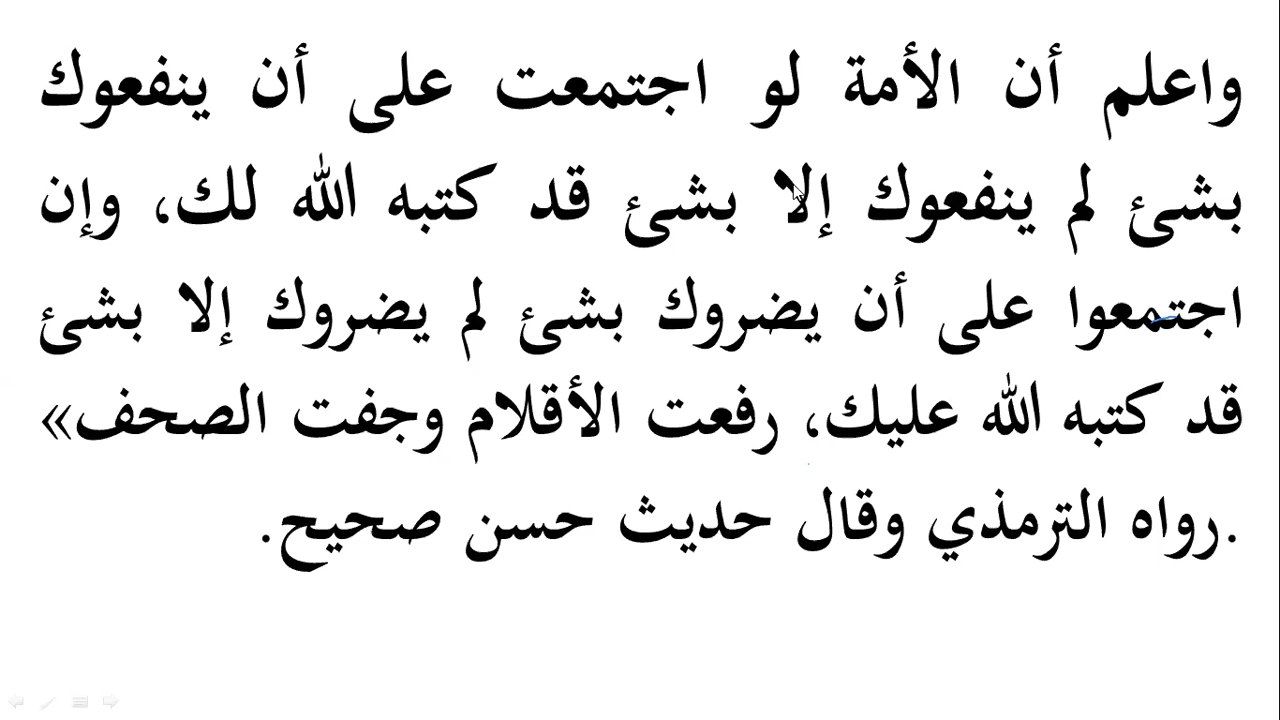 واعلم أن الأمة لو اجتمعت على أن ينفعوك
بشئ لم ينفعوك إلا بشئ قد كتبه الله لك، وإن
اجتمعوا على أن يضروك بشئ لم يضروك إلا بشئ
قد كتبه الله عليك، رفعت الأقلام وجفت الصحف»
.رواه الترمذي وقال حديث حسن صحيح.